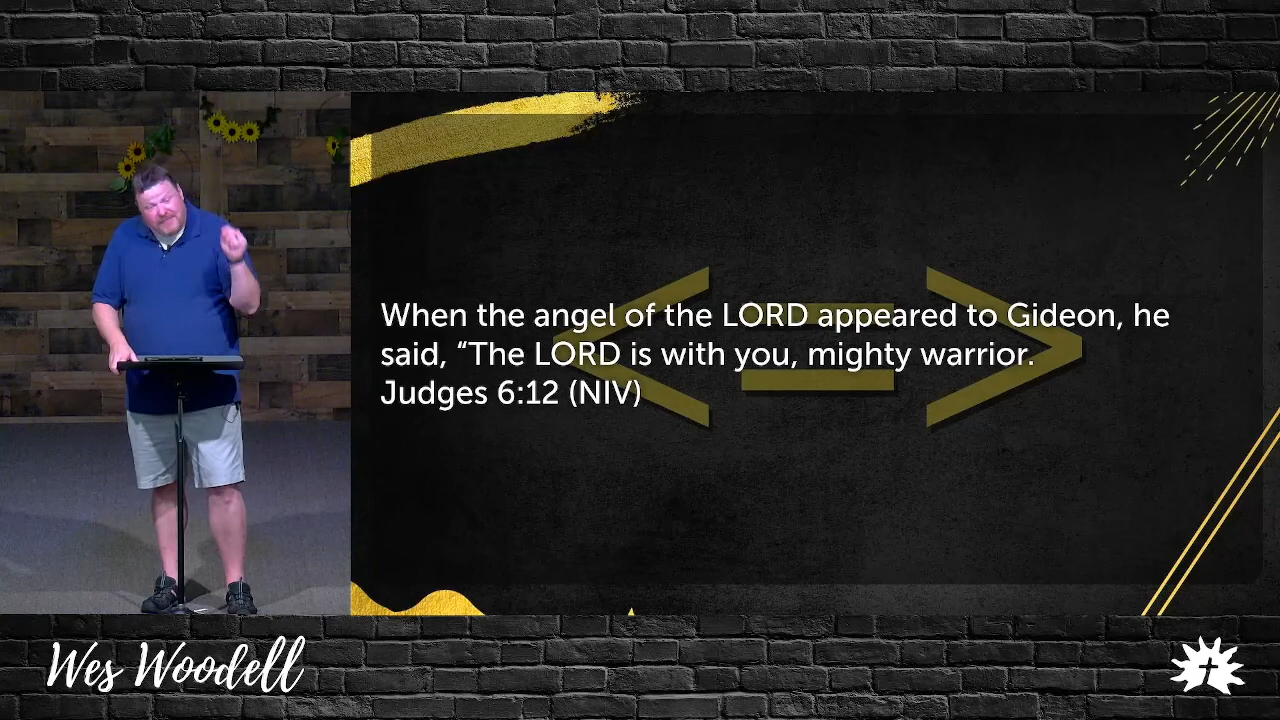 When the angel of the LORD appeared to Gideon, he
said, “The LORD is with you, mighty warrior.
Judges 6:12 (NIV)
Wes Woodell